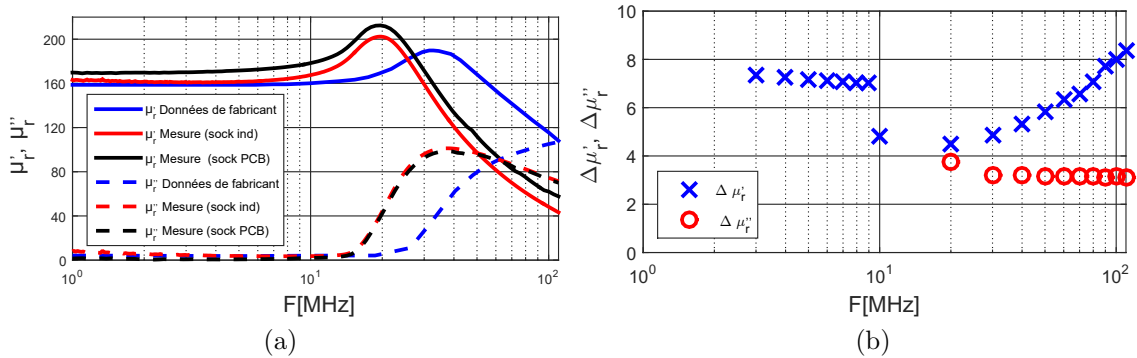 200
160
120
80
40
0
10⁰
10¹
10²
F[MHz]
μ'r, μ''r
μ'r Données de fabricant
μ'r Mesure (sock ind)
μ'r Mesure (sock PCB)
μ''r Données de fabricant
μ''r Mesure (sock ind)
μ''r Mesure (sock PCB)
(a)
10
8
6
4
2
0
10⁰
10¹
10²
F[MHz]
Δμ'r, Δμ''r
Δ μ'r
Δ μ''r
(b)